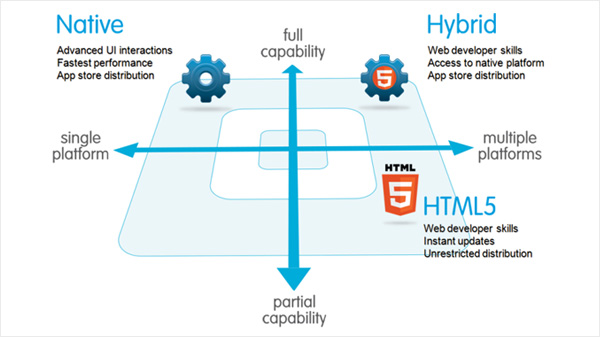 Native
Advanced UI interactions
Fastest performance
App store distribution
full
capability
Hybrid
Web developer skills
Access to native platform
App store distribution
5
single
platform
multiple
platforms
HTML
5
HTML5
Web developer skills
Instant updates
Unrestricted distribution
partial
capability